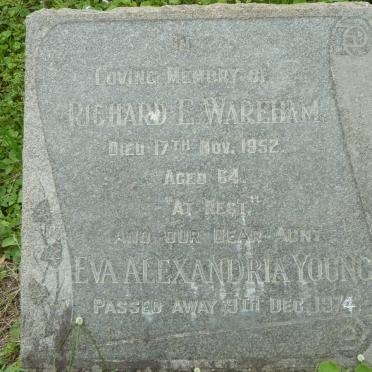 IN
LOVING MEMORY OF
RICHARD E. WAREHAM.
DIED 17TH NOV. 1952.
AGED 64.
"AT REST"
AND OUR DEAR AUNT
EVA ALEXANDRIA YOUNG
PASSED AWAY 9TH DEC. 1974